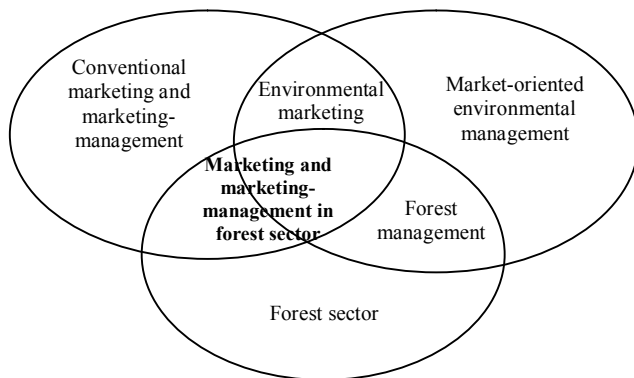 Conventional
marketing and
marketing-
management
Environmental
marketing
Market-oriented
environmental
management
Marketing and
marketing-
management in
forest sector
Forest
management
Forest sector